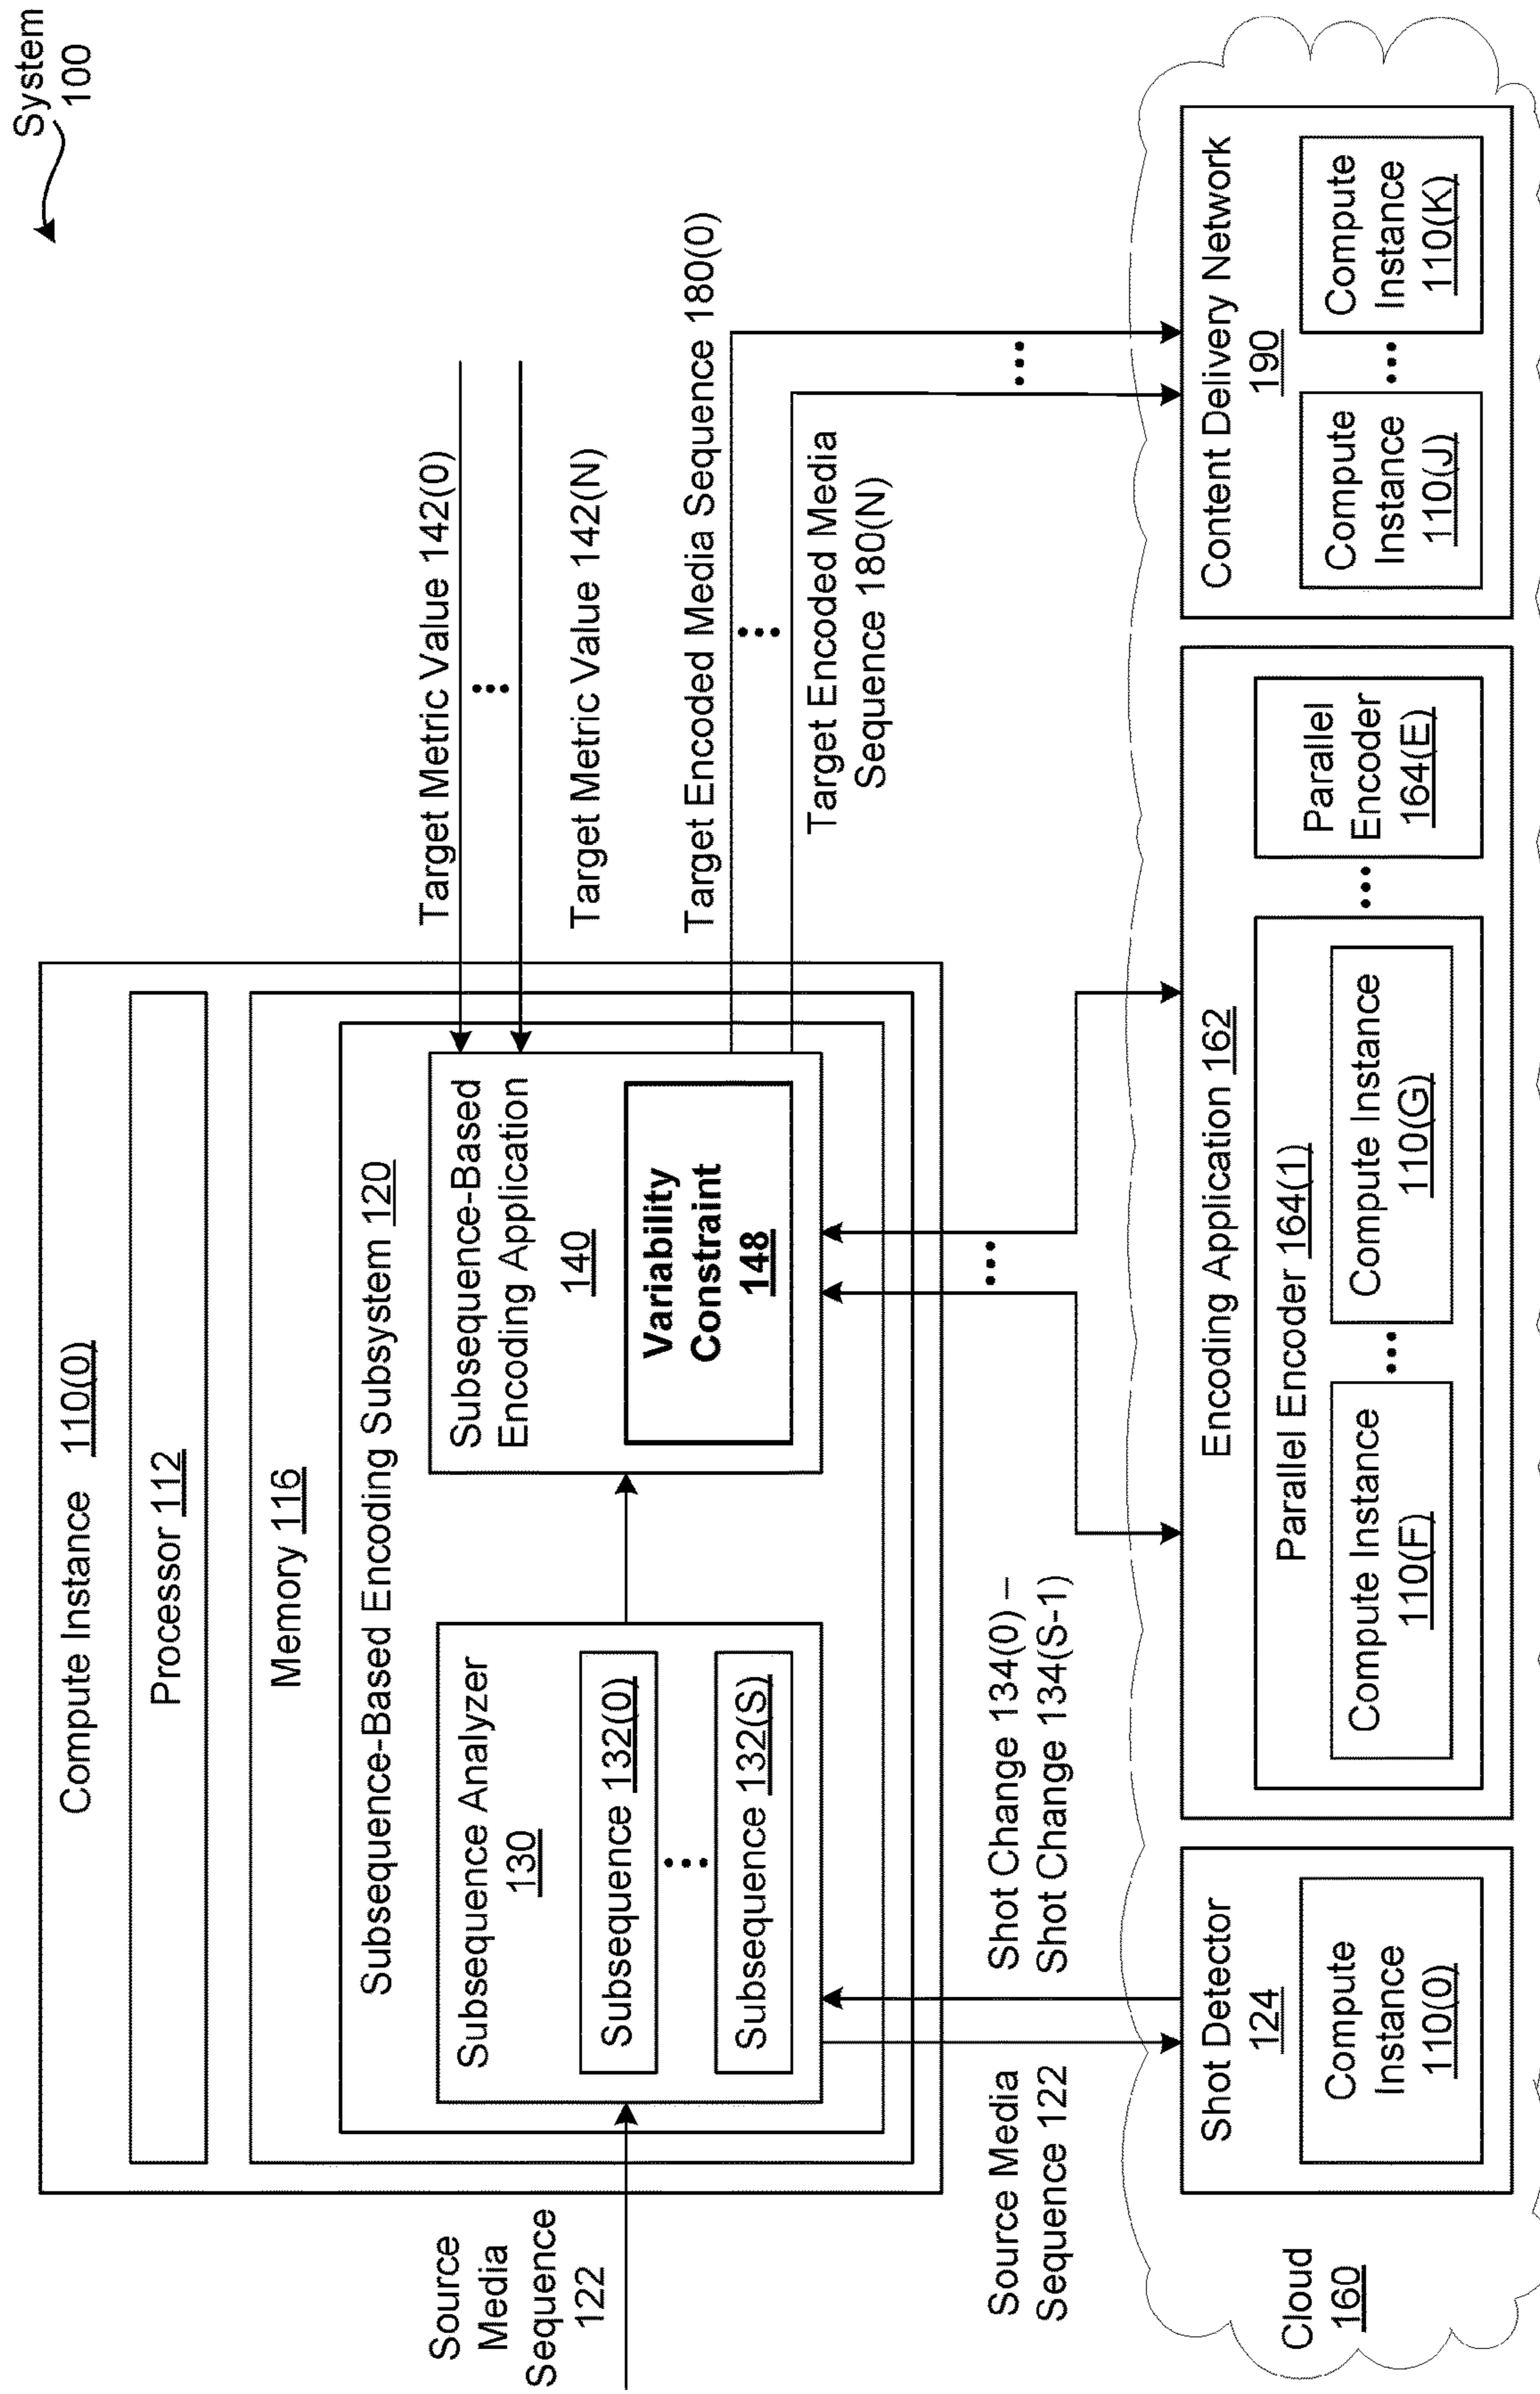 System
100
Compute Instance 110(0)
Processor 112
Memory 116
Subsequence-Based Encoding Subsystem 120
Source
Media
Sequence
122
Subsequence Analyzer
130
Subsequence 132(0)
Subsequence 132(S)
Subsequence-Based
Encoding Application
140
Variability
Constraint
148
Target Metric Value 142(0)
Target Metric Value 142(N)
Target Encoded Media Sequence 180(0)
Target Encoded Media
Sequence 180(N)
Source Media
Sequence 122
Shot Change 134(0) –
Shot Change 134(S-1)
Cloud
160
Shot Detector
124
Compute
Instance
110(0)
Encoding Application 162
Parallel Encoder 164(1)
Compute Instance
110(F)
Compute Instance
110(G)
Parallel
Encoder
164(E)
Content Delivery Network
190
Compute
Instance
110(J)
Compute
Instance
110(K)